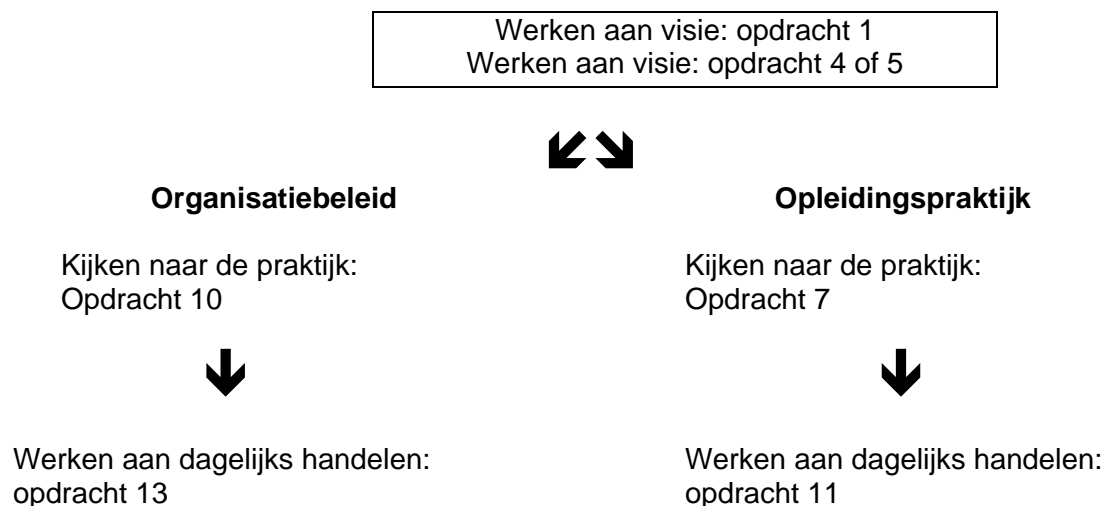 Werken aan visie: opdracht 1
Werken aan visie: opdracht 4 of 5
Organisatiebeleid
Kijken naar de praktijk:
Opdracht 10
Werken aan dagelijks handelen:
opdracht 13
Opleidingspraktijk
Kijken naar de praktijk:
Opdracht 7
Werken aan dagelijks handelen:
opdracht 11